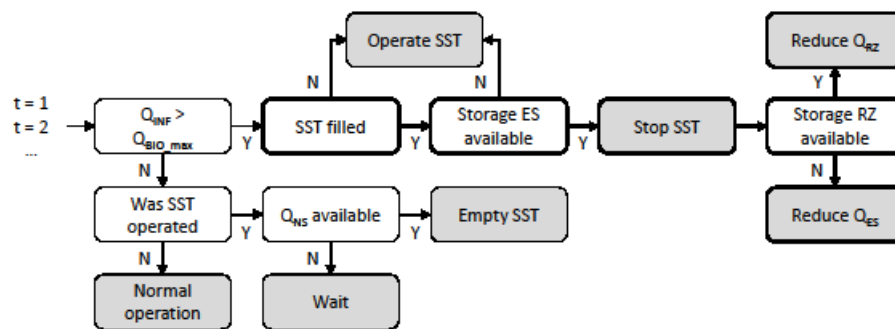 Operate SST
Reduce Q_RZ
N
N
Y
t = 1
t = 2
...
Q_INF >
Q_BIO_max
Y
SST filled
Y
Storage ES
available
Y
Stop SST
Storage RZ
available
N
N
Was SST
operated
Y
Q_NS available
Y
Empty SST
Reduce Q_ES
N
N
Normal
operation
Wait